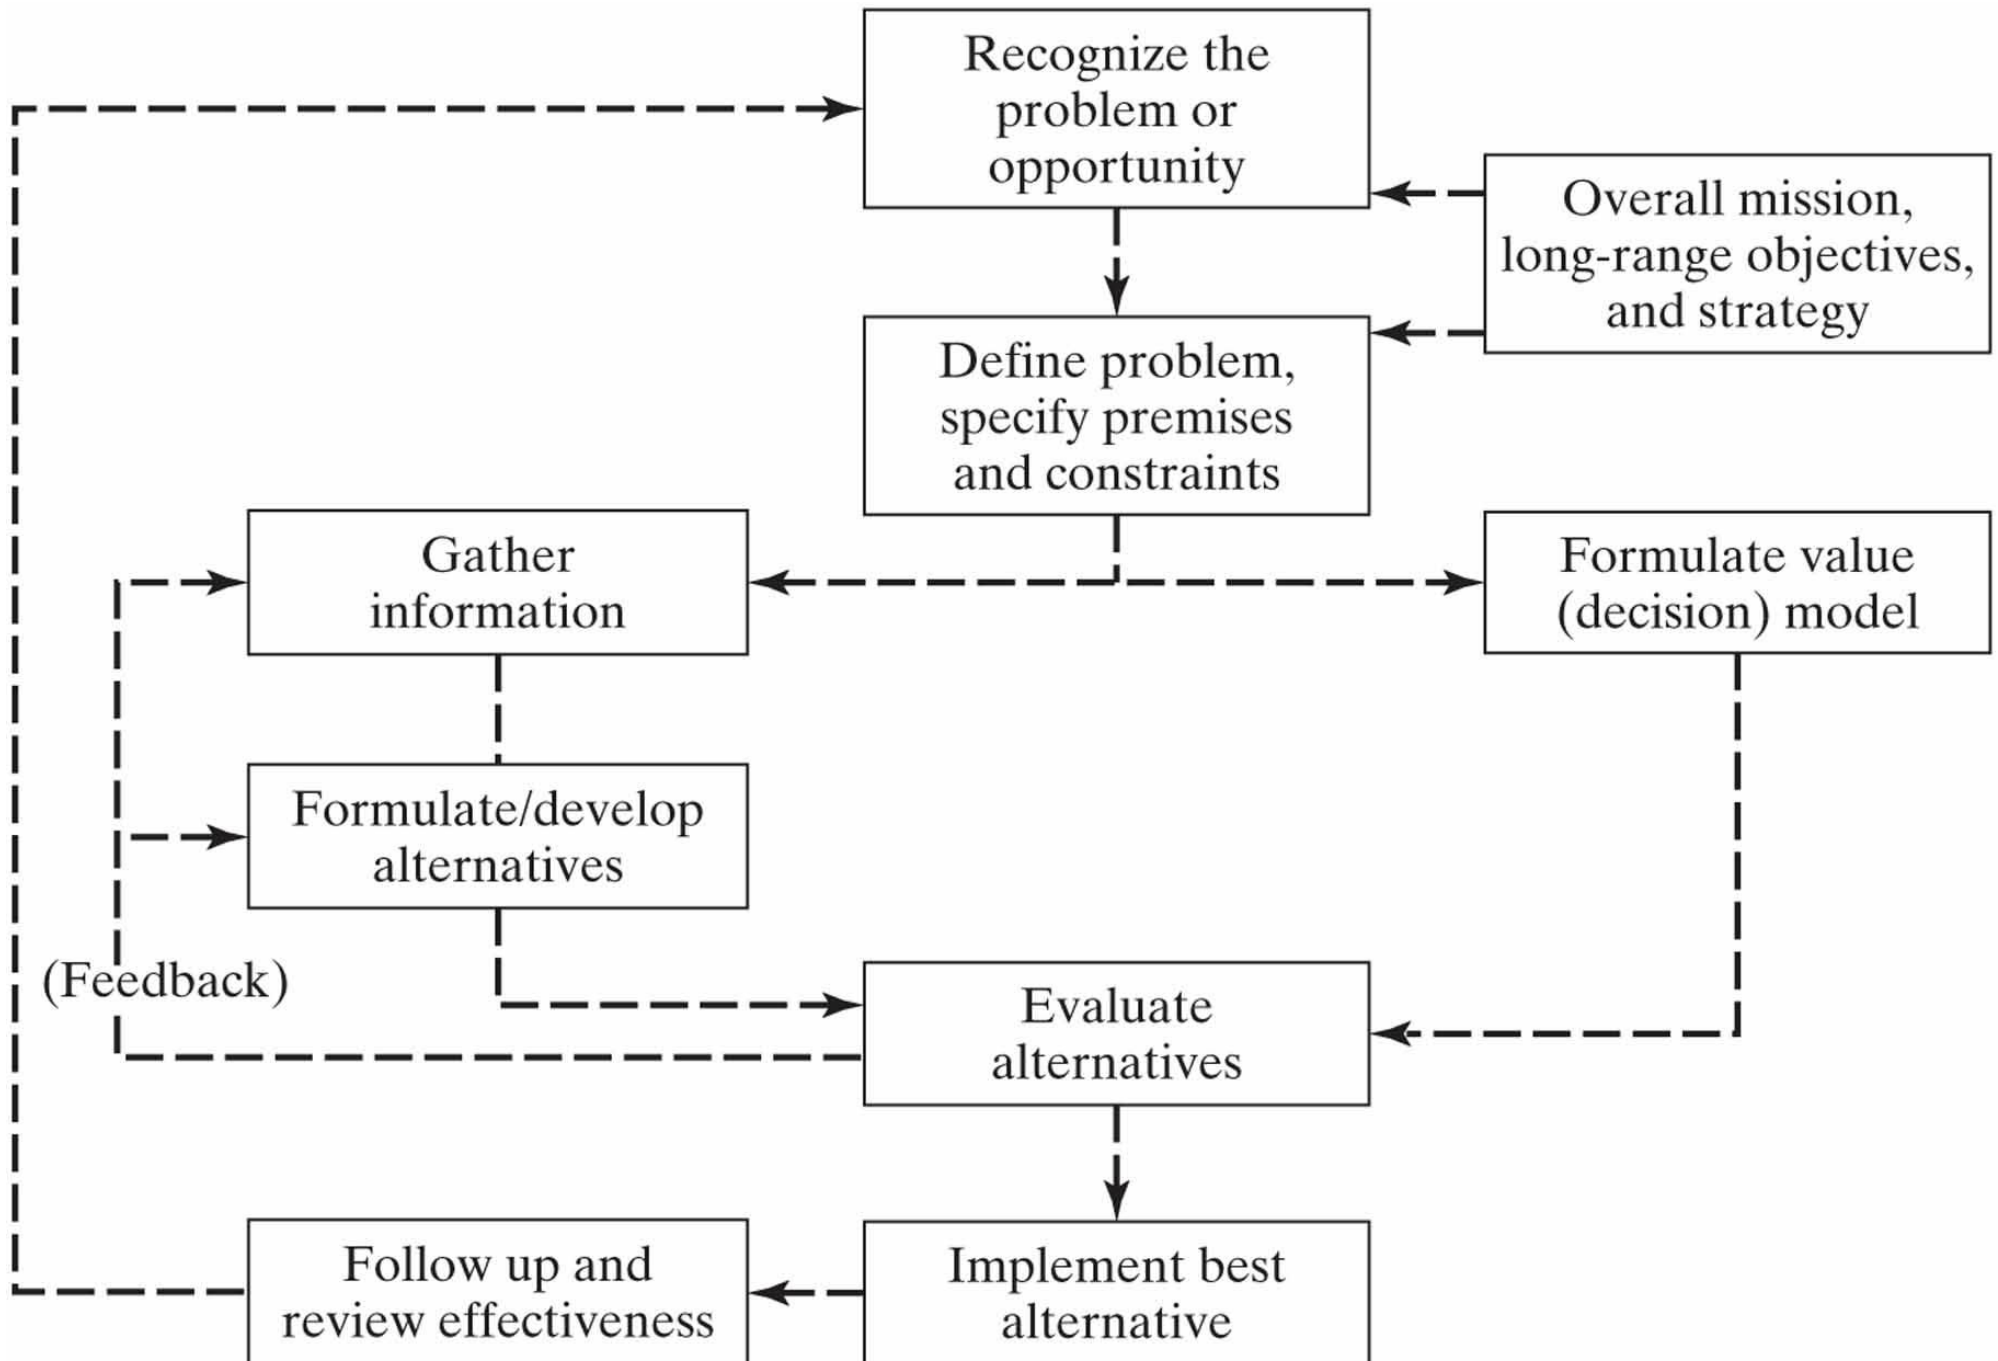 Recognize the
problem or
opportunity
Overall mission,
long-range objectives,
and strategy
Define problem,
specify premises
and constraints
Gather
information
Formulate value
(decision) model
Formulate/develop
alternatives
(Feedback)
Evaluate
alternatives
Follow up and
review effectiveness
Implement best
alternative